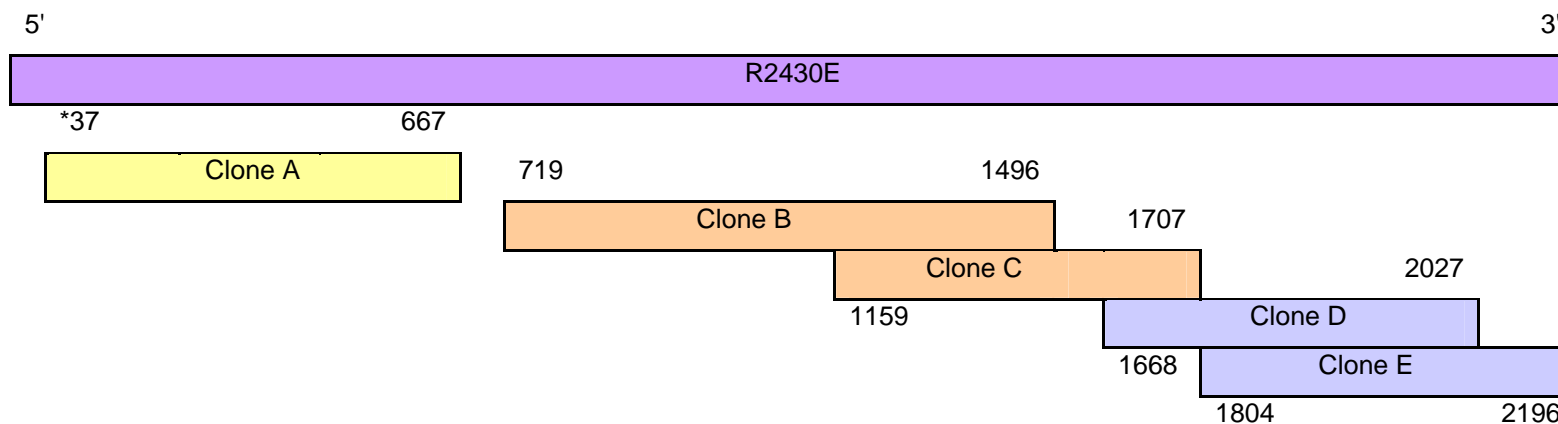 5' 3'
R2430E
*37 667
Clone A 719 1496
Clone B 1707
Clone C 2027
1159 Clone D
1668 Clone E
1804 2196